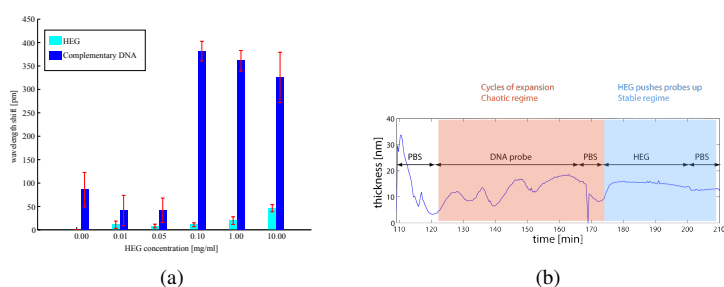 450
400
350
300
250
200
150
100
50
0
wavelength shift [pm]
HEG
Complementary DNA
0.00 0.01 0.05 0.10 1.00 10.00
HEG concentration [mg/ml]
(a)
Cycles of expansion
Chaotic regime
HEG pushes probes up
Stable regime
40
30
20
10
0
thickness [nm]
PBS DNA probe PBS HEG PBS
110 120 130 140 150 160 170 180 190 200 210
time [min]
(b)